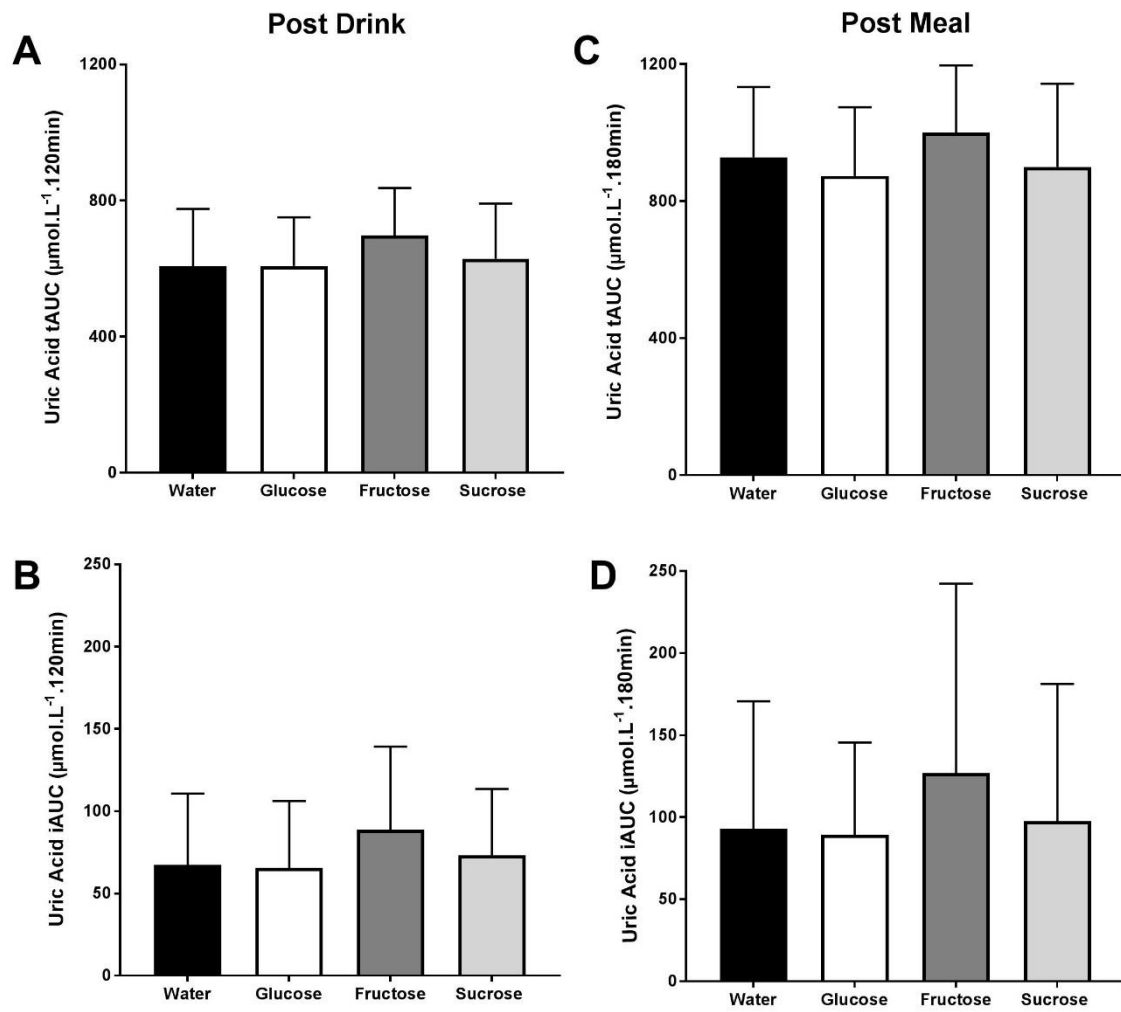 Post Drink
A
Uric Acid tAUC (µmol.L⁻¹.120min)
1200
800
400
0
Water Glucose Fructose Sucrose
Post Meal
C
Uric Acid tAUC (µmol.L⁻¹.180min)
1200
800
400
0
Water Glucose Fructose Sucrose
B
Uric Acid iAUC (µmol.L⁻¹.120min)
250
200
150
100
50
0
Water Glucose Fructose Sucrose
D
Uric Acid iAUC (µmol.L⁻¹.180min)
250
200
150
100
50
0
Water Glucose Fructose Sucrose